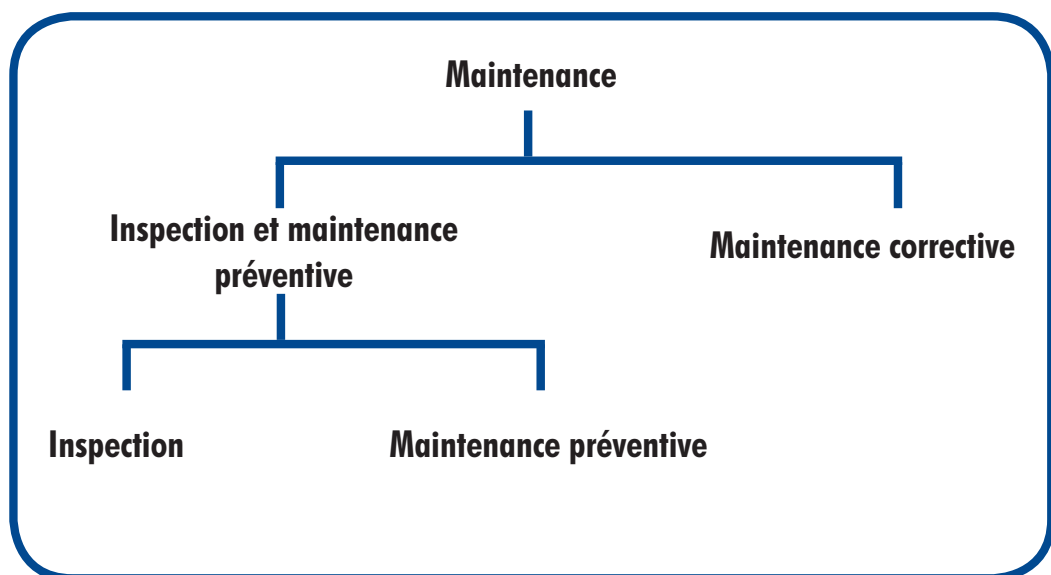 Maintenance
Inspection et maintenance
préventive
Maintenance corrective
Inspection
Maintenance préventive